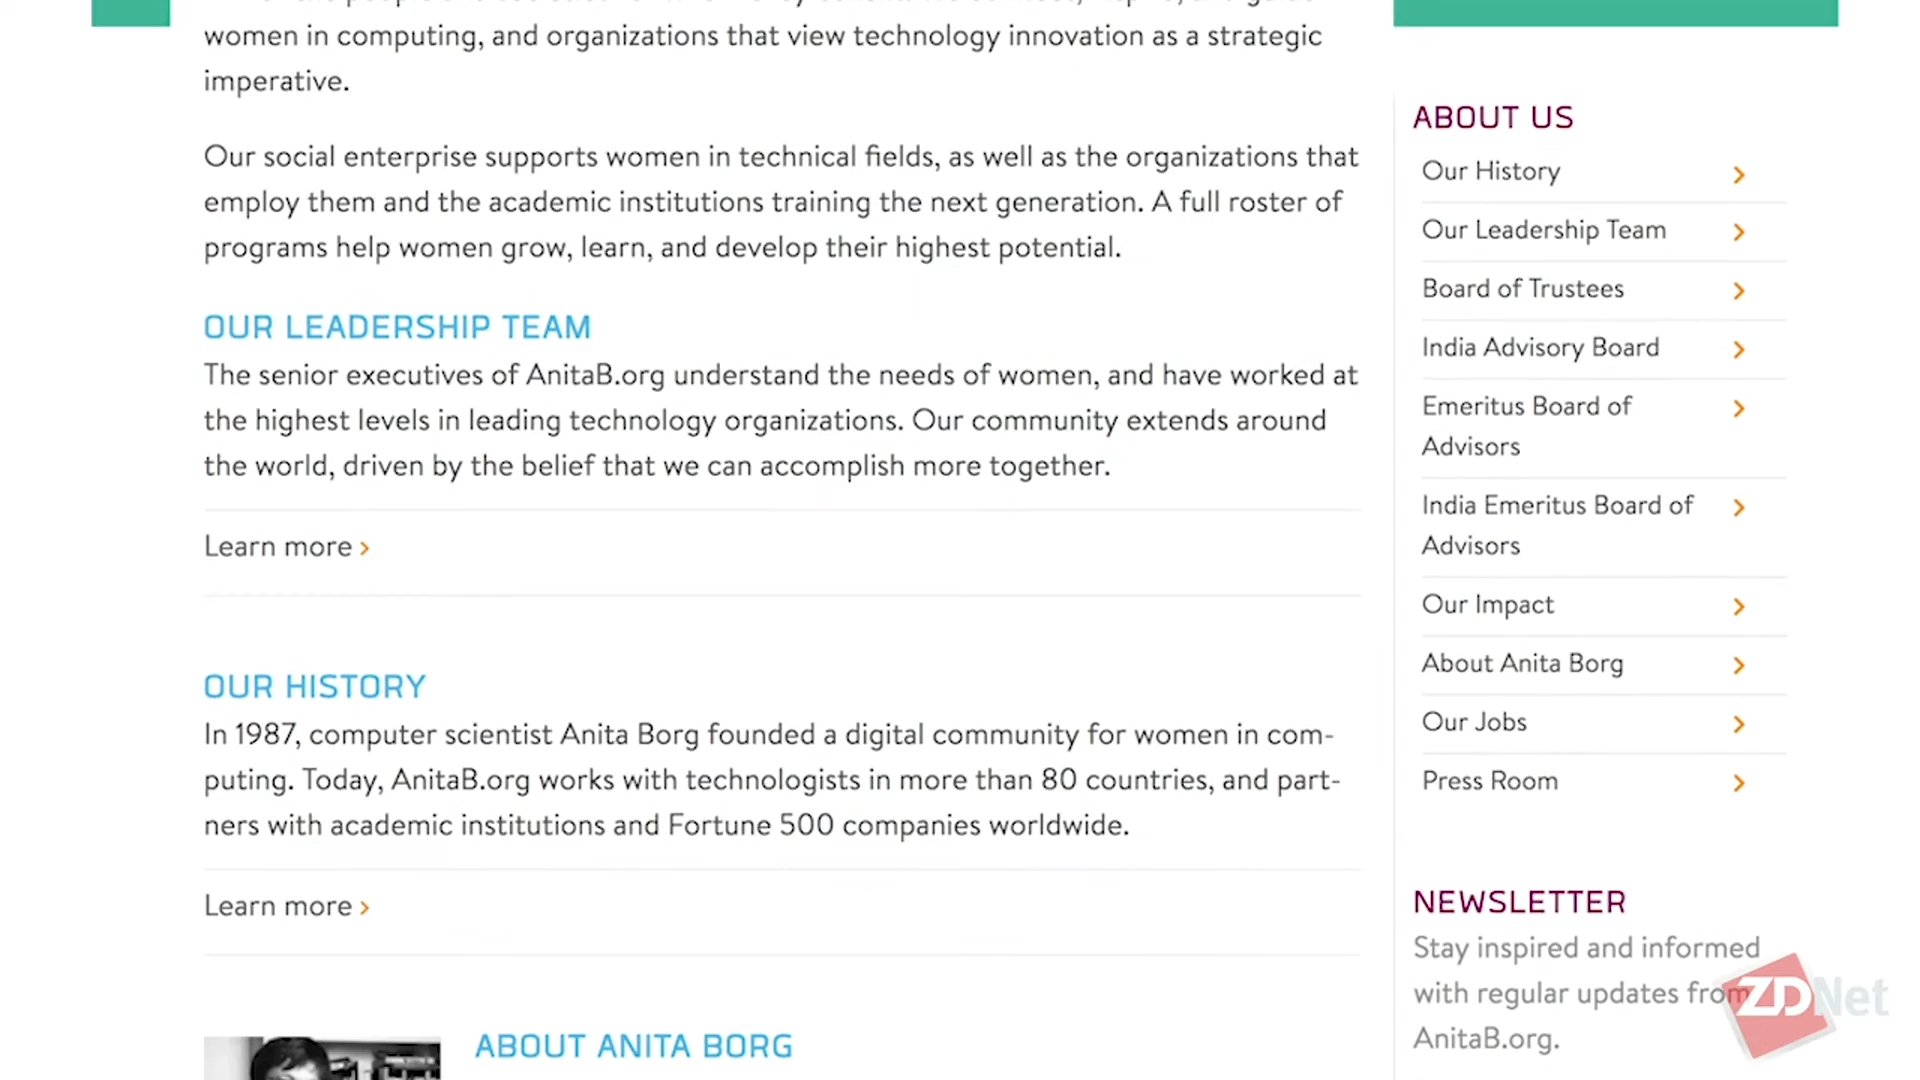 women in computing, and organizations that view technology innovation as a strategic
imperative.
Our social enterprise supports women in technical fields, as well as the organizations that
employ them and the academic institutions training the next generation. A full roster of
programs help women grow, learn, and develop their highest potential.
OUR LEADERSHIP TEAM
The senior executives of AnitaB.org understand the needs of women, and have worked at
the highest levels in leading technology organizations. Our community extends around
the world, driven by the belief that we can accomplish more together.
Learn more
OUR HISTORY
In 1987, computer scientist Anita Borg founded a digital community for women in com-
puting. Today, AnitaB.org works with technologists in more than 80 countries, and part-
ners with academic institutions and Fortune 500 companies worldwide.
Learn more
ABOUT ANITA BORG
ABOUT US
Our History
Our Leadership Team
Board of Trustees
India Advisory Board
Emeritus Board of
Advisors
India Emeritus Board of
Advisors
Our Impact
About Anita Borg
Our Jobs
Press Room
NEWSLETTER
Stay inspired and informed
with regular updates from
AnitaB.org.
ZDNet